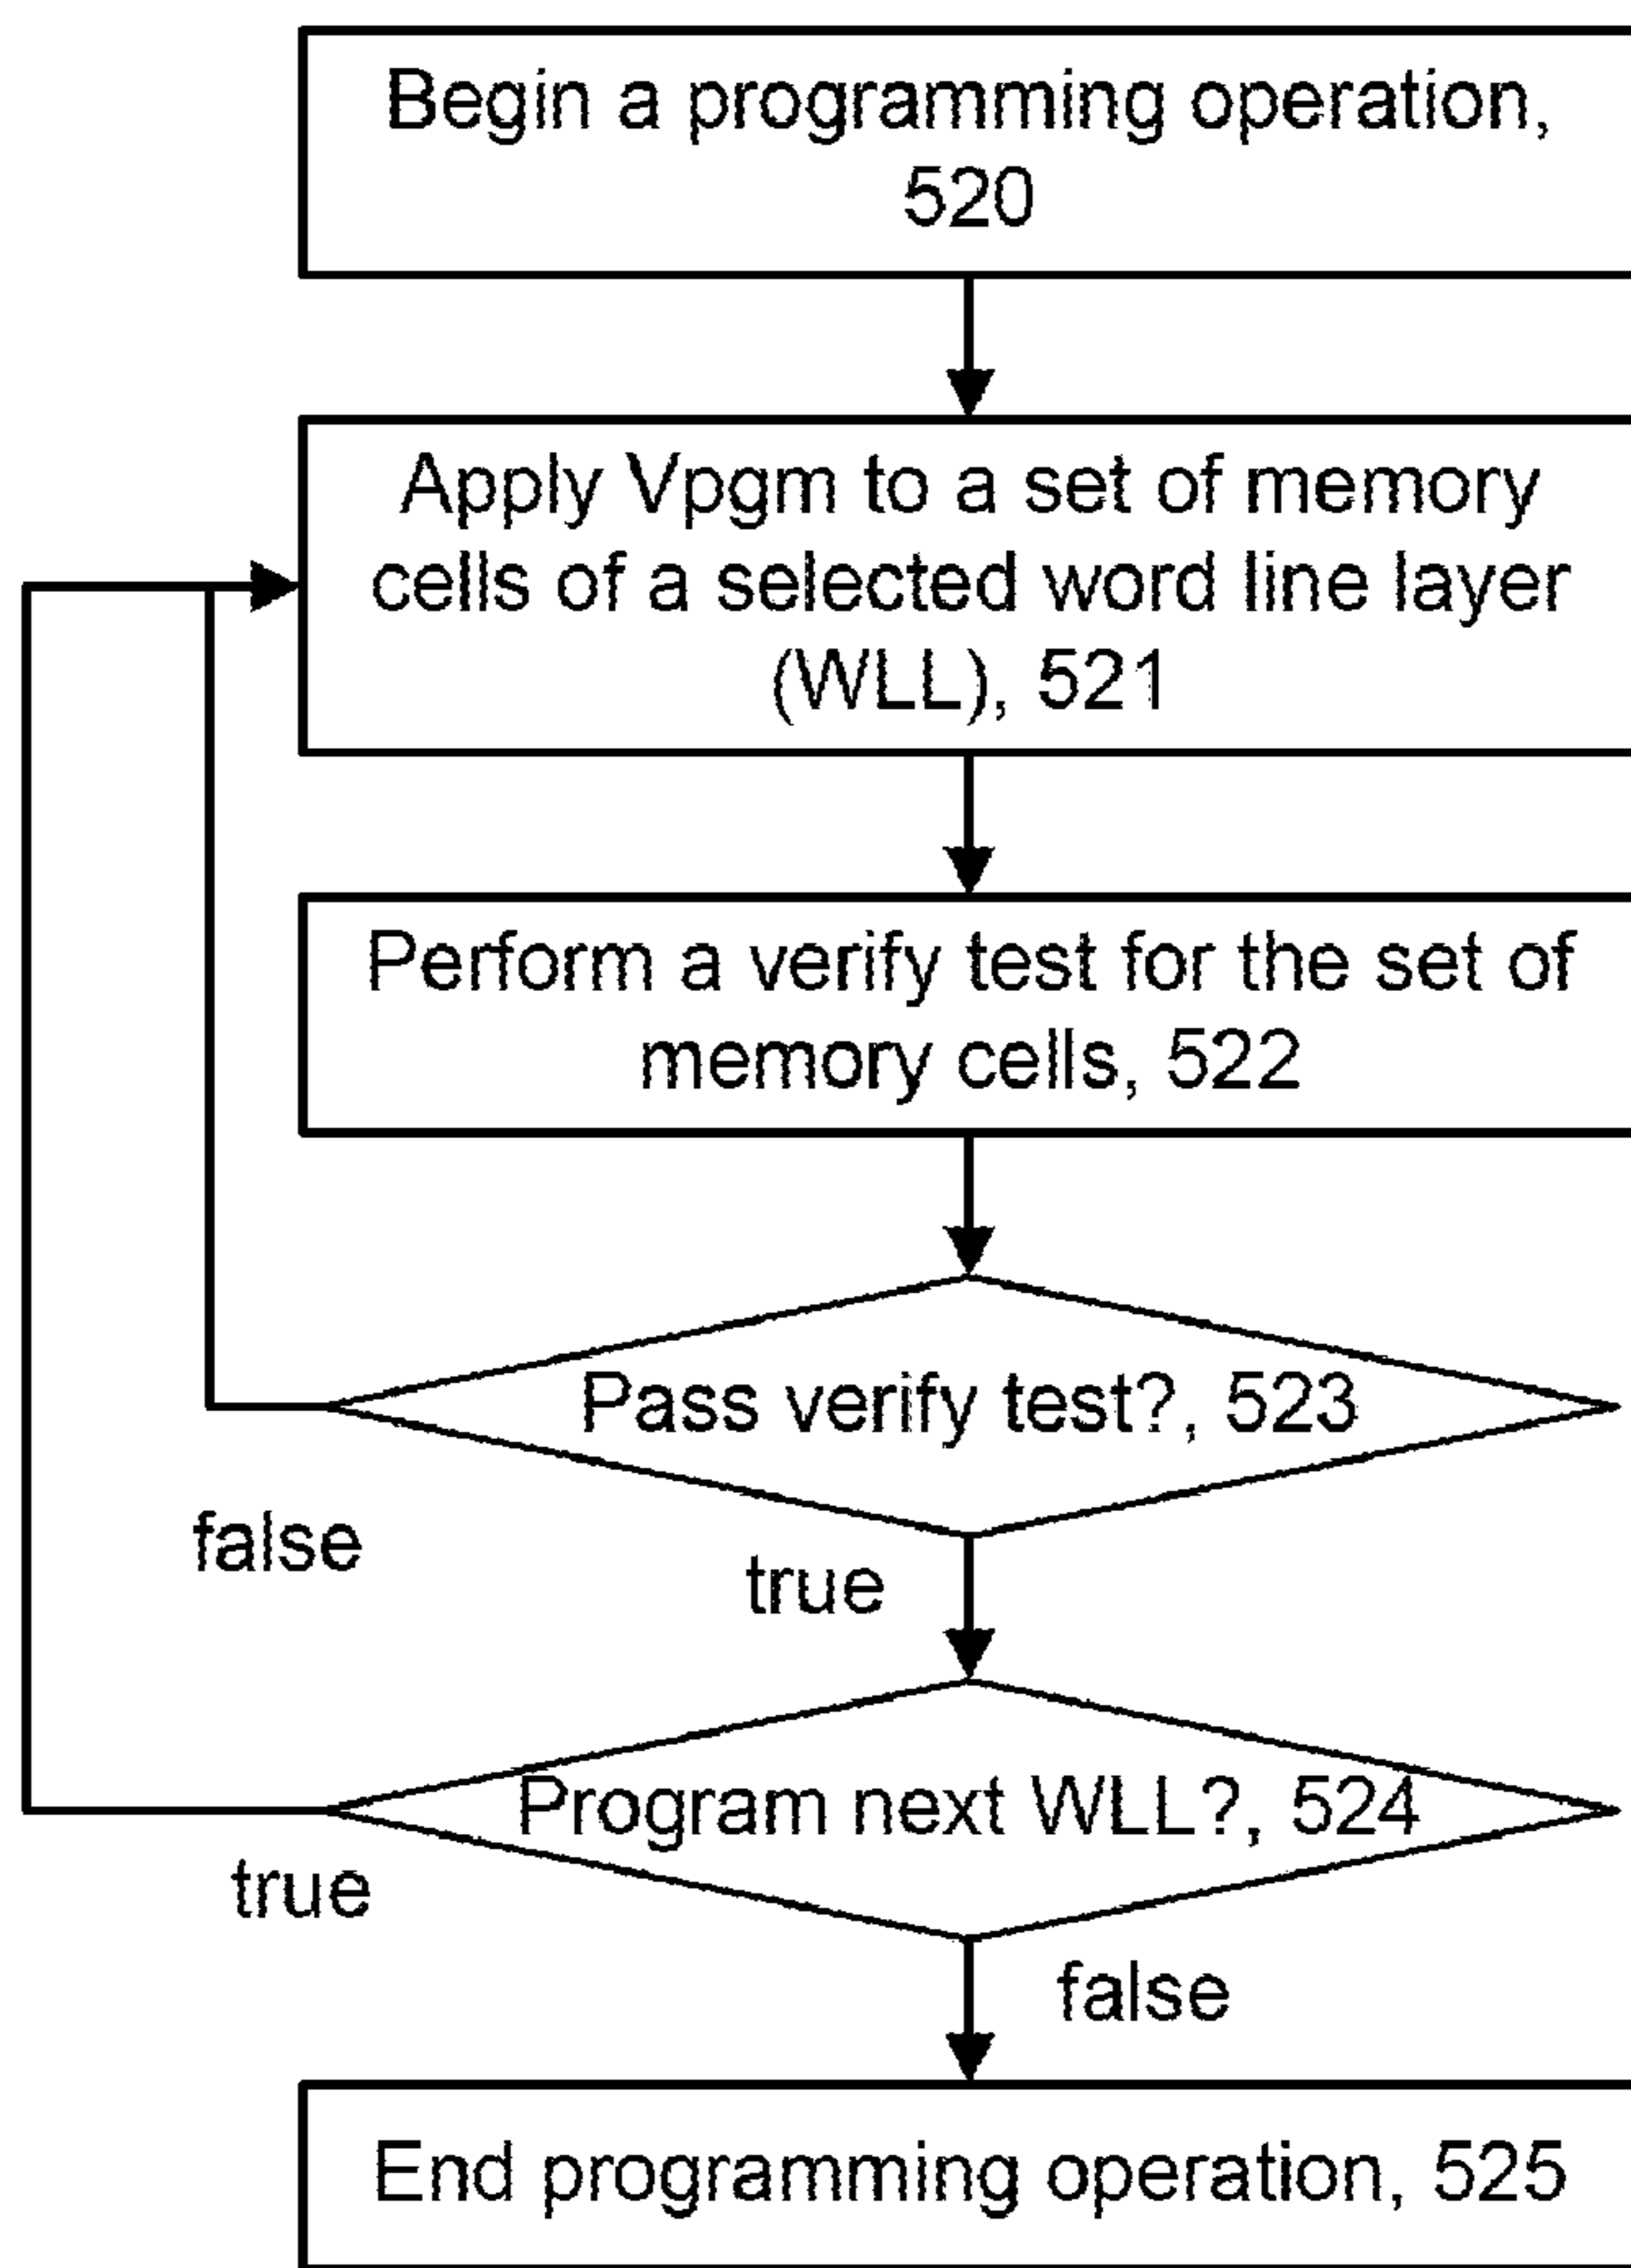 Begin a programming operation,
520
Apply Vpgm to a set of memory
cells of a selected word line layer
(WLL), 521
Perform a verify test for the set of
memory cells, 522
Pass verify test?, 523
false
true
Program next WLL?, 524
true
false
End programming operation, 525